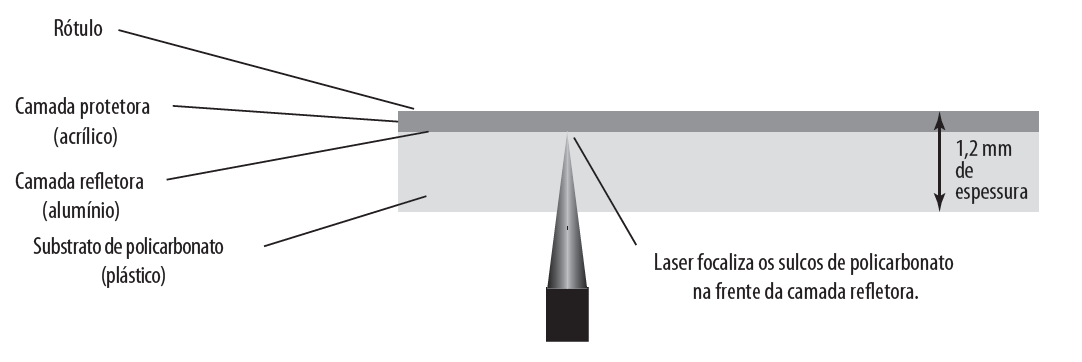 Rótulo
Camada protetora
(acrílico)
Camada refletora
(alumínio)
Substrato de policarbonato
(plástico)
1,2 mm
de
espessura
Laser focaliza os sulcos de policarbonato
na frente da camada refletora.